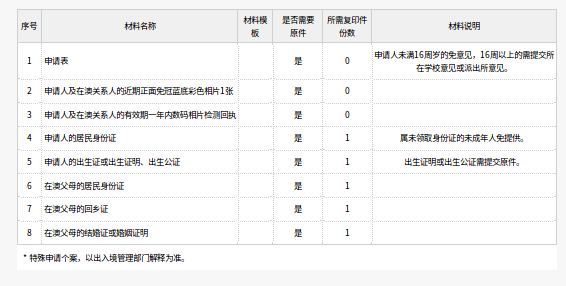 序号 材料名称 材料模板 是否需要原件 所需复印件份数 材料说明
1 申请表 是 0 申请人未满16周岁的免意见，16周以上的需提交所在学校意见或派出所意见。
2 申请人及在澳关系人的近期正面免冠蓝底彩色相片1张 是 0
3 申请人及在澳关系人的有效期一年内数码相片检测回执 是 0
4 申请人的居民身份证 是 1 属未领取身份证的未成年人免提供。
5 申请人的出生证或出生证明、出生公证 是 1 出生证明或出生公证需提交原件。
6 在澳父母的居民身份证 是 1
7 在澳父母的回乡证 是 1
8 在澳父母的结婚证或婚姻证明 是 1
* 特殊申请个案，以出入境管理部门解释为准。